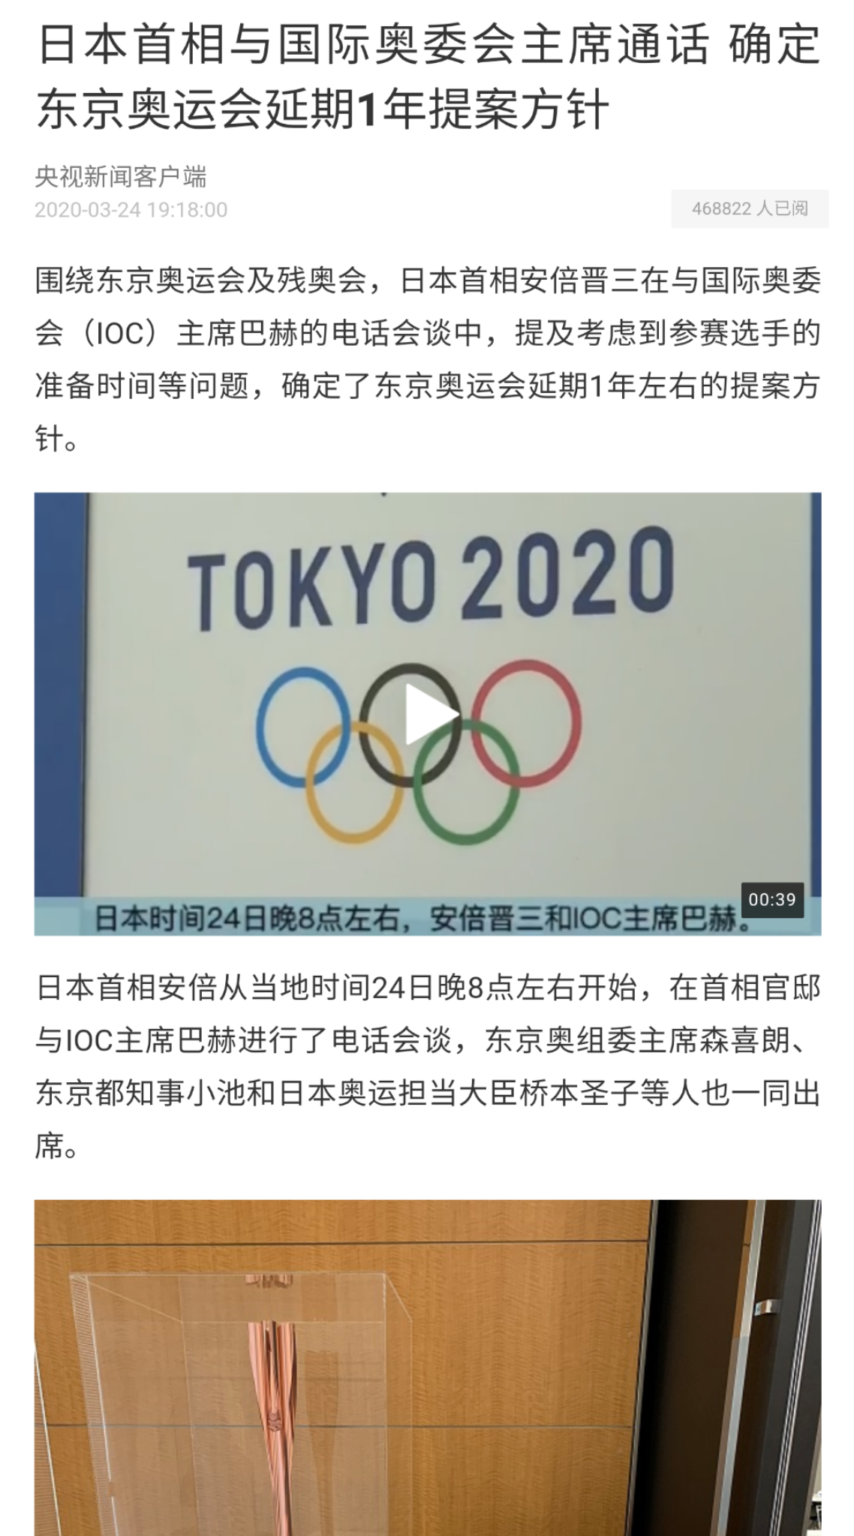 日本首相与国际奥委会主席通话 确定
东京奥运会延期1年提案方针
央视新闻客户端
2020-03-24 19:18:00
468822 人已阅
围绕东京奥运会及残奥会，日本首相安倍晋三在与国际奥委
会（IOC）主席巴赫的电话会谈中，提及考虑到参赛选手的
准备时间等问题，确定了东京奥运会延期1年左右的提案方
针。
TOKYO 2020
00:39
日本时间24日晚8点左右，安倍晋三和IOC主席巴赫。
日本首相安倍从当地时间24日晚8点左右开始，在首相官邸
与IOC主席巴赫进行了电话会谈，东京奥组委主席森喜朗、
东京都知事小池和日本奥运担当大臣桥本圣子等人也一同出
席。